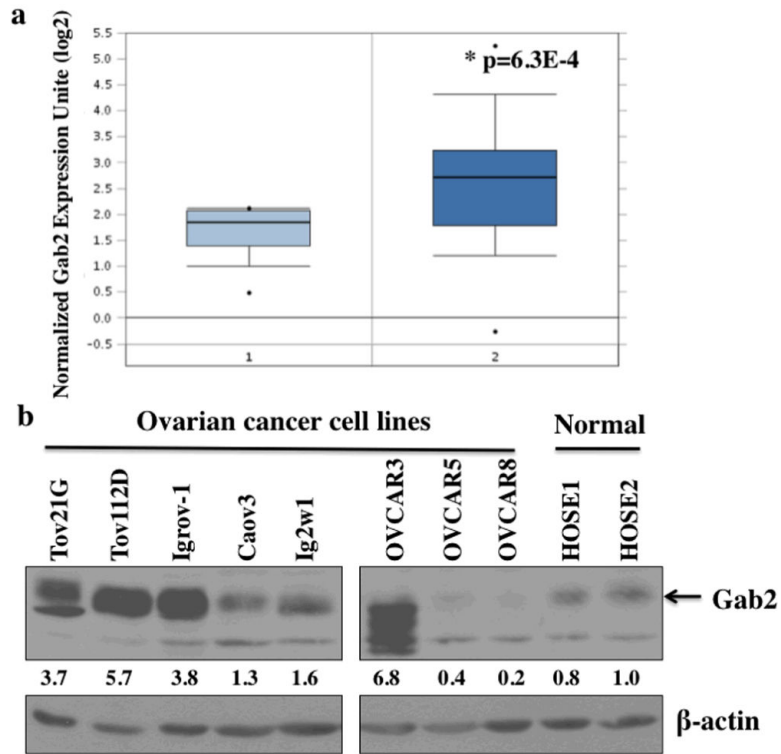 a
Normalized Gab2 Expression Unite (log2)
5.5
5.0
4.5
4.0
3.5
3.0
2.5
2.0
1.5
1.0
0.5
0.0
-0.5
* p=6.3E-4
1 2
b
Ovarian cancer cell lines
Normal
Tov21G
Tov112D
Igrov-1
Caov3
Ig2w1
OVCAR3
OVCAR5
OVCAR8
HOSE1
HOSE2
Gab2
3.7 5.7 3.8 1.3 1.6 6.8 0.4 0.2 0.8 1.0
β-actin